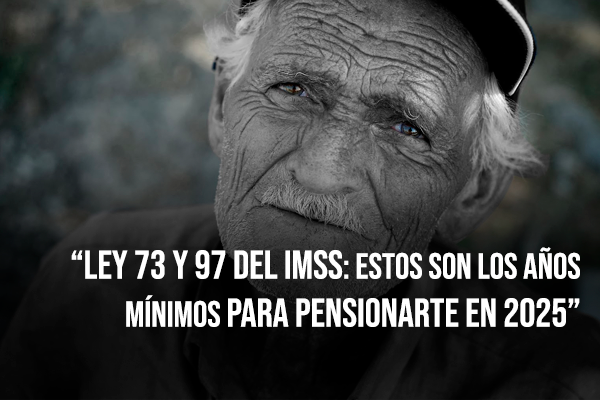 “LEY 73 Y 97 DEL IMSS: ESTOS SON LOS AÑOS
MÍNIMOS PARA PENSIONARTE EN 2025”